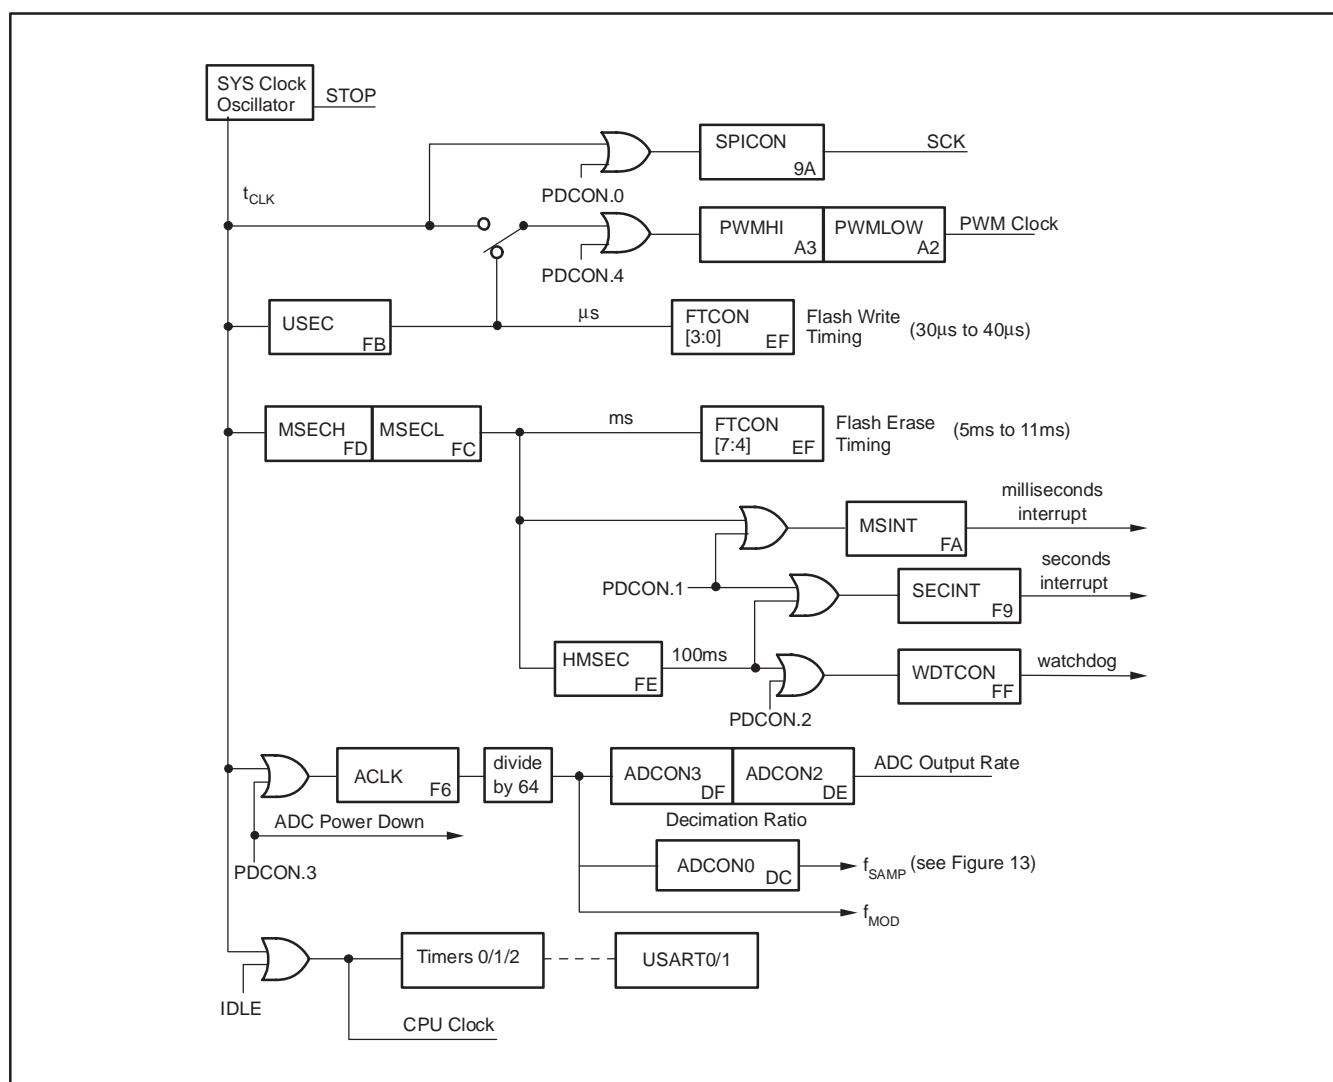 SYS Clock
Oscillator
STOP
t_CLK
PDCON.0
SPICON
9A
SCK
PDCON.4
PWMHI
A3
PWMLOW
A2
PWM Clock
USEC
FB
µs
FTCON
[3:0]
EF
Flash Write
Timing
(30µs to 40µs)
MSECH
FD
MSECL
FC
ms
FTCON
[7:4]
EF
Flash Erase
Timing
(5ms to 11ms)
MSINT
FA
milliseconds
interrupt
PDCON.1
SECINT
F9
seconds
interrupt
HMSEC
FE
100ms
PDCON.2
WDTCON
FF
watchdog
ACLK
F6
divide
by 64
ADCON3
DF
ADCON2
DE
ADC Output Rate
Decimation Ratio
ADC Power Down
PDCON.3
ADCON0
DC
f_SAMP (see Figure 13)
f_MOD
IDLE
Timers 0/1/2
USART0/1
CPU Clock